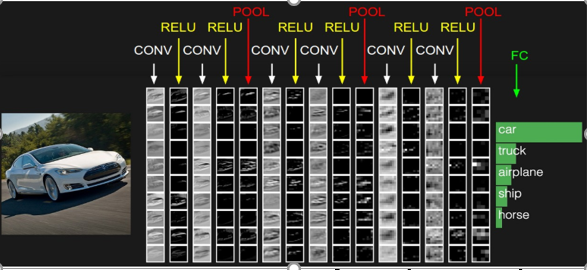 POOL POOL POOL
RELU RELU RELU RELU RELU RELU
CONV CONV CONV CONV CONV CONV
FC
car
truck
airplane
ship
horse